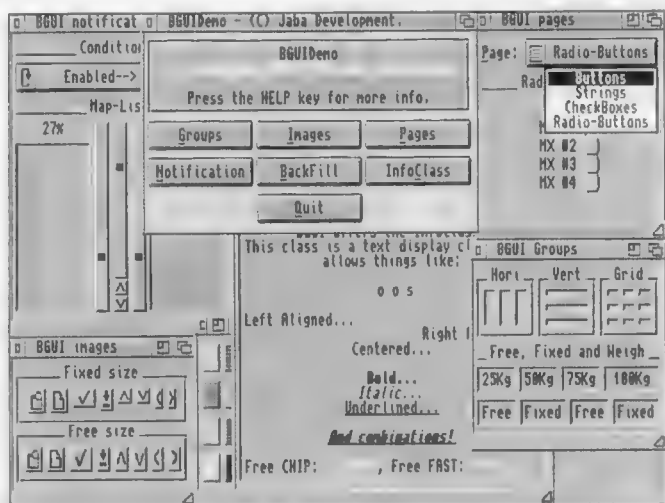 BGUI notificat
BGUIDemo - (C) Jaba Development.
BGUI pages
Condition
Enabled-->
Map-Lis
27%
BGUIDemo
Press the HELP key for more info.
Groups
Images
Pages
Notification
BackFill
InfoClass
Quit
Page:
Radio-Buttons
Rad
Buttons
Strings
CheckBoxes
Radio-Buttons
MX #2
MX #3
MX #4
This class is a text display cl
allows things like:
Left Aligned...
Right
Centered...
Bold...
Italic...
Underlined...
And combinations!
Free CHIP:
, Free FAST:
BGUI images
Fixed size
Free size
BGUI Groups
Hori
Vert
Grid
Free, Fixed and Weigh
25Kg
50Kg
75Kg
100Kg
Free
Fixed
Free
Fixed